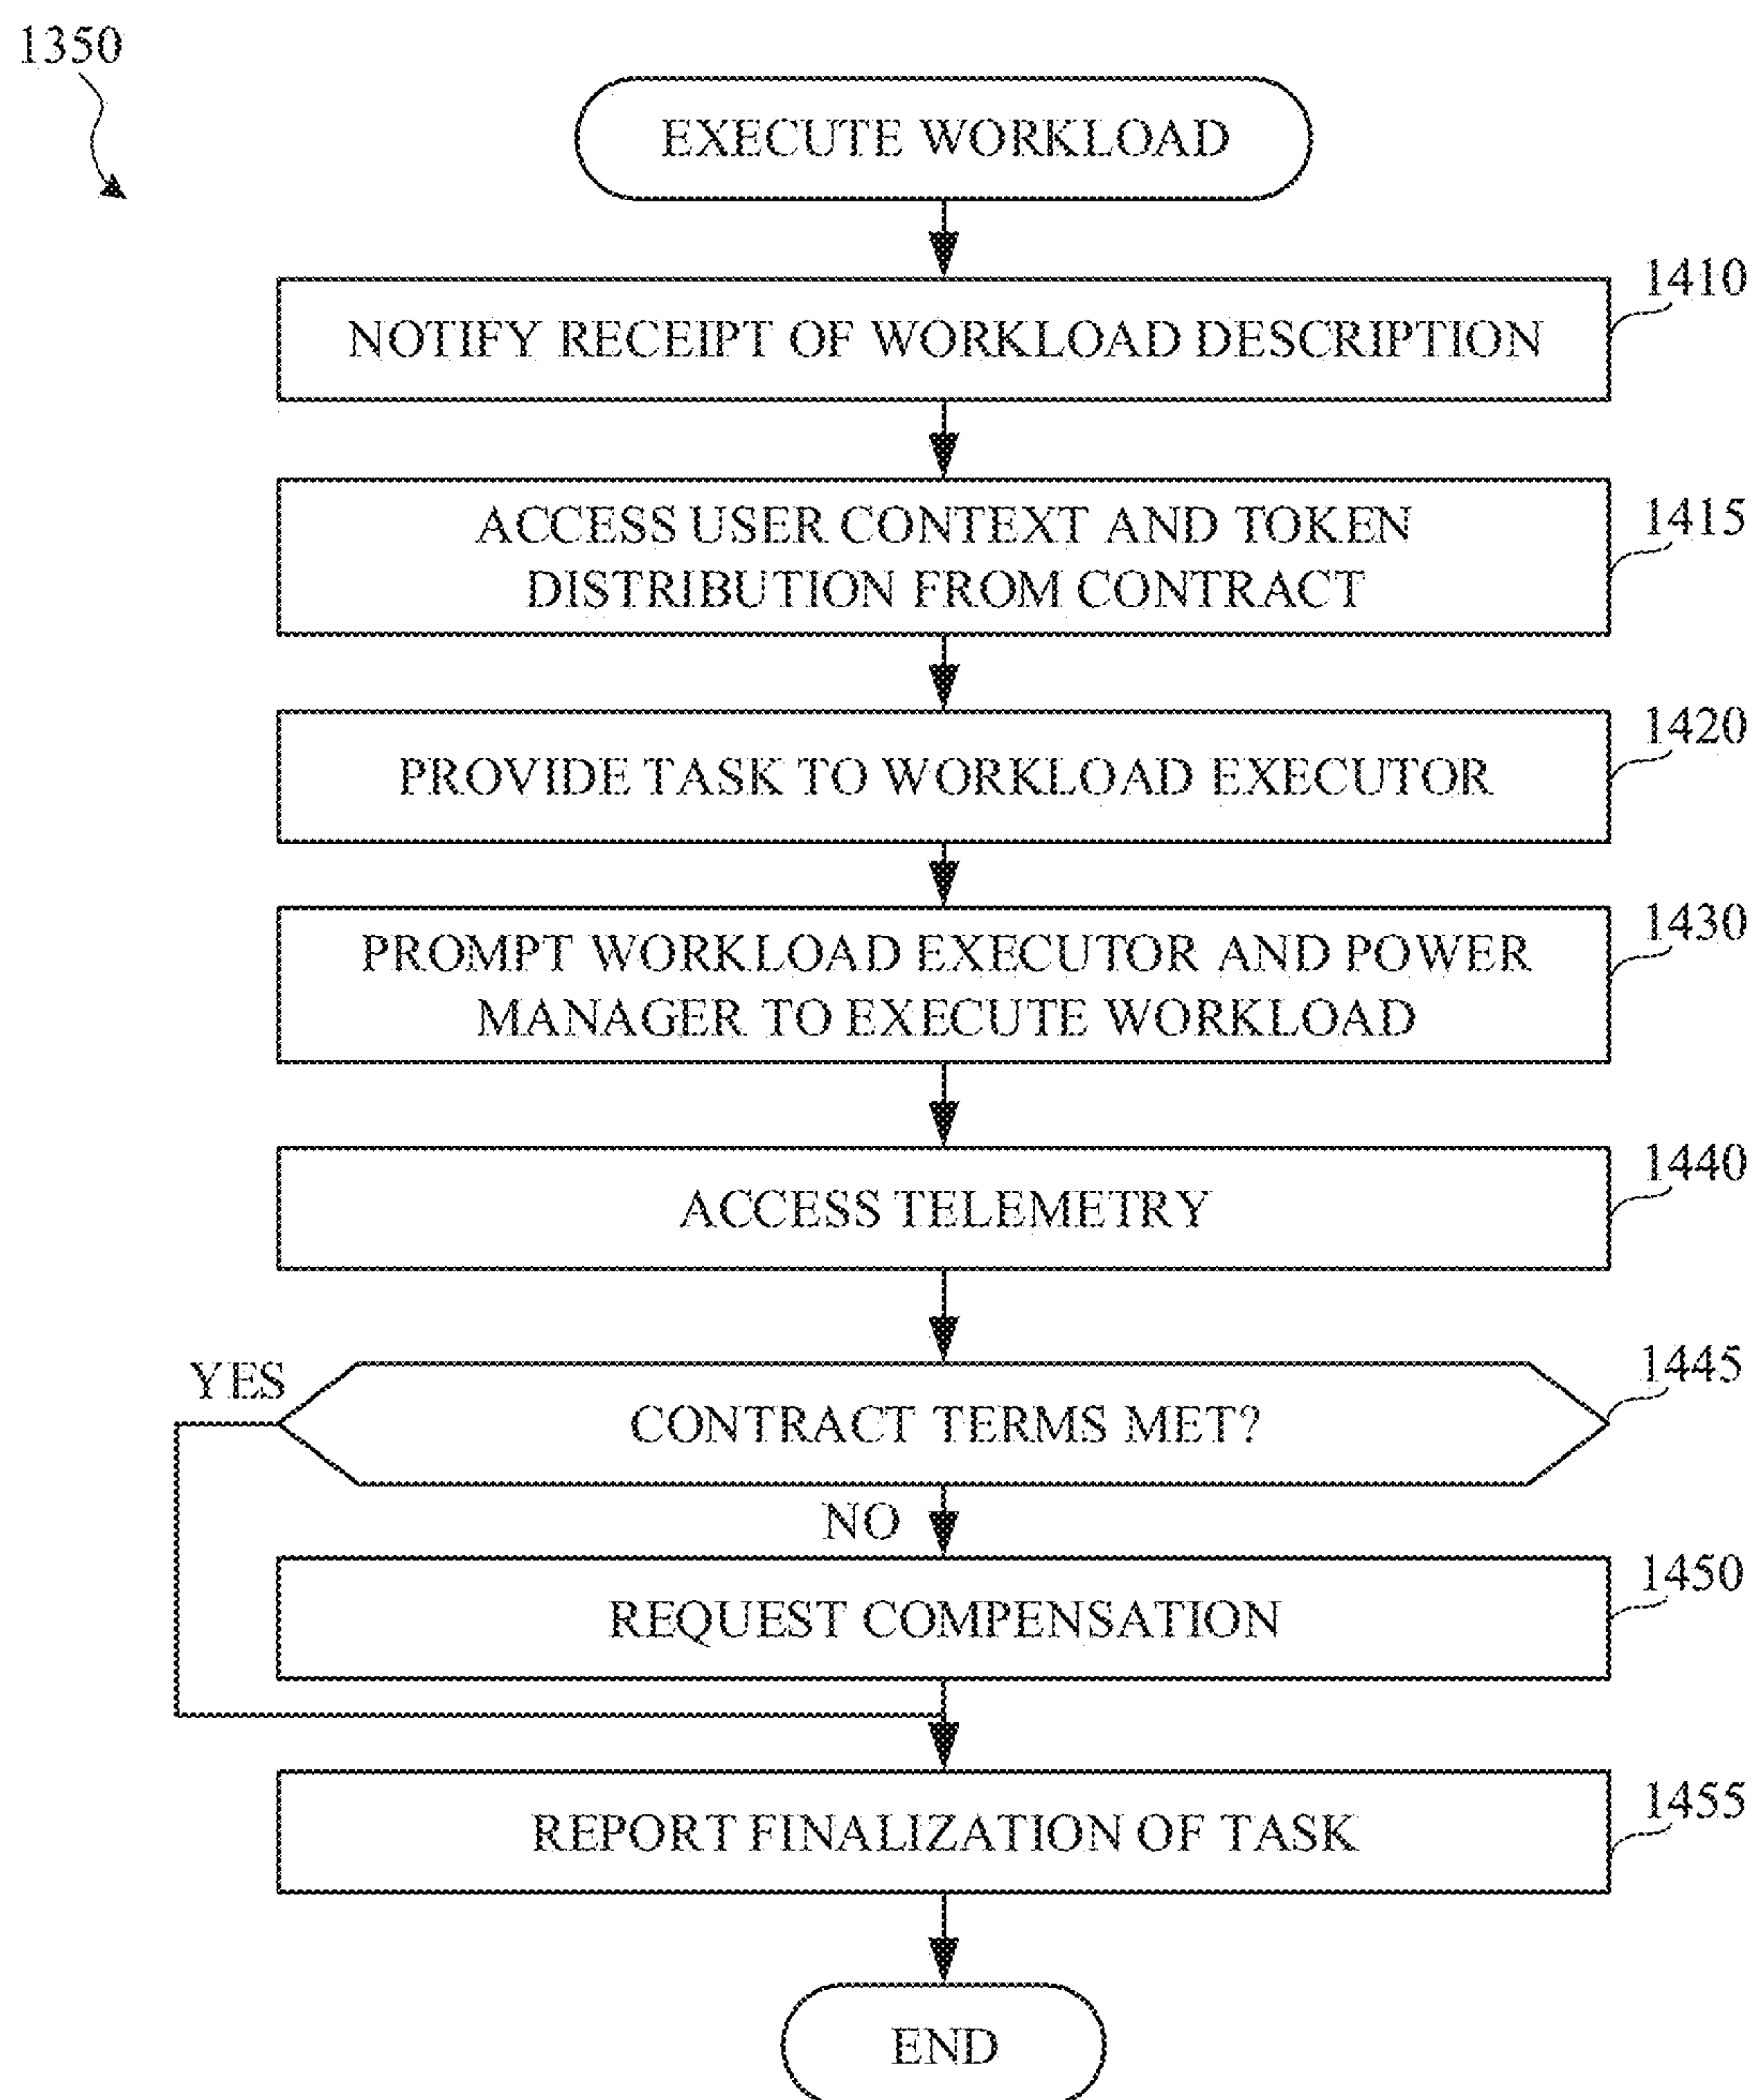 1350
EXECUTE WORKLOAD
1410
NOTIFY RECEIPT OF WORKLOAD DESCRIPTION
1415
ACCESS USER CONTEXT AND TOKEN
DISTRIBUTION FROM CONTRACT
1420
PROVIDE TASK TO WORKLOAD EXECUTOR
1430
PROMPT WORKLOAD EXECUTOR AND POWER
MANAGER TO EXECUTE WORKLOAD
1440
ACCESS TELEMETRY
1445
YES
CONTRACT TERMS MET?
NO
1450
REQUEST COMPENSATION
1455
REPORT FINALIZATION OF TASK
END